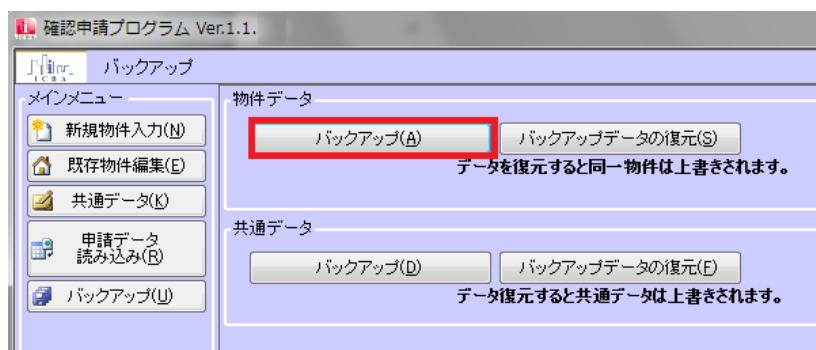 確認申請プログラム Ver.1.1.
ICBA バックアップ
メインメニュー
新規物件入力(N)
既存物件編集(E)
共通データ(K)
申請データ
読み込み(R)
バックアップ(U)
物件データ
バックアップ(A)
バックアップデータの復元(S)
データを復元すると同一物件は上書きされます。
共通データ
バックアップ(D)
バックアップデータの復元(F)
データ復元すると共通データは上書きされます。